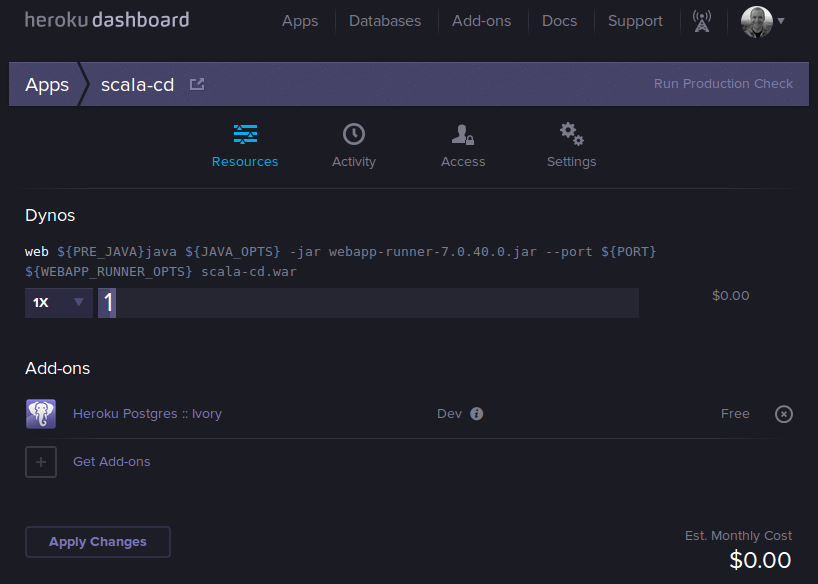 heroku dashboard
Apps Databases Add-ons Docs Support
Apps scala-cd Run Production Check
Resources Activity Access Settings
Dynos
web ${PRE_JAVA}java ${JAVA_OPTS} -jar webapp-runner-7.0.40.0.jar --port ${PORT}
${WEBAPP_RUNNER_OPTS} scala-cd.war
1X 1 $0.00
Add-ons
Heroku Postgres :: Ivory Dev Free
Get Add-ons
Apply Changes
Est. Monthly Cost
$0.00